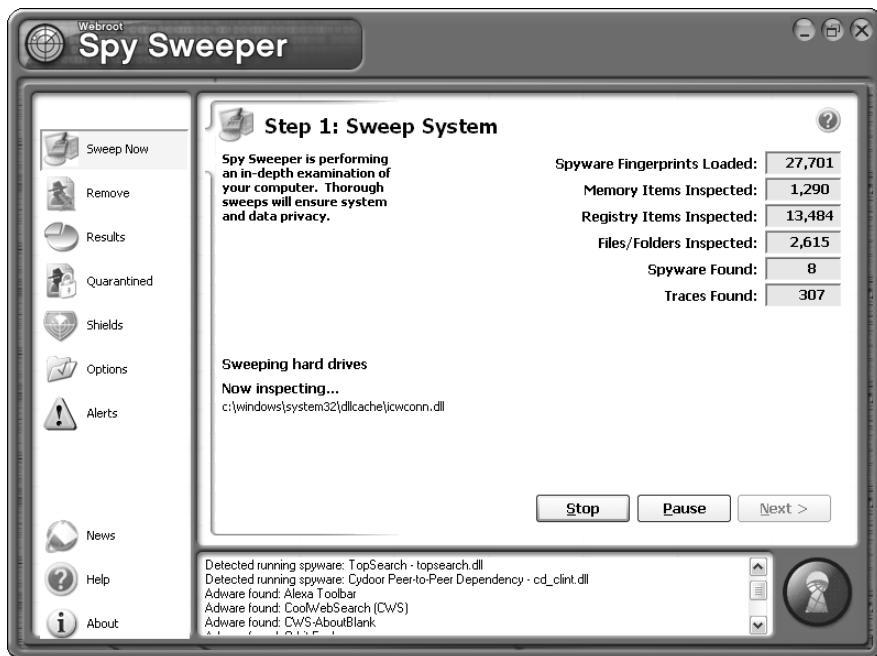 Webroot
Spy Sweeper
Sweep Now
Remove
Results
Quarantined
Shields
Options
Alerts
News
Help
About
Step 1: Sweep System
Spy Sweeper is performing
an in-depth examination of
your computer. Thorough
sweeps will ensure system
and data privacy.
Spyware Fingerprints Loaded: 27,701
Memory Items Inspected: 1,290
Registry Items Inspected: 13,484
Files/Folders Inspected: 2,615
Spyware Found: 8
Traces Found: 307
Sweeping hard drives
Now inspecting...
c:\windows\system32\dllcache\icwconn.dll
Stop Pause Next >
Detected running spyware: TopSearch - topsearch.dll
Detected running spyware: Cydoor Peer-to-Peer Dependency - cd_clint.dll
Adware found: Alexa Toolbar
Adware found: CoolWebSearch (CWS)
Adware found: CWS-AboutBlank